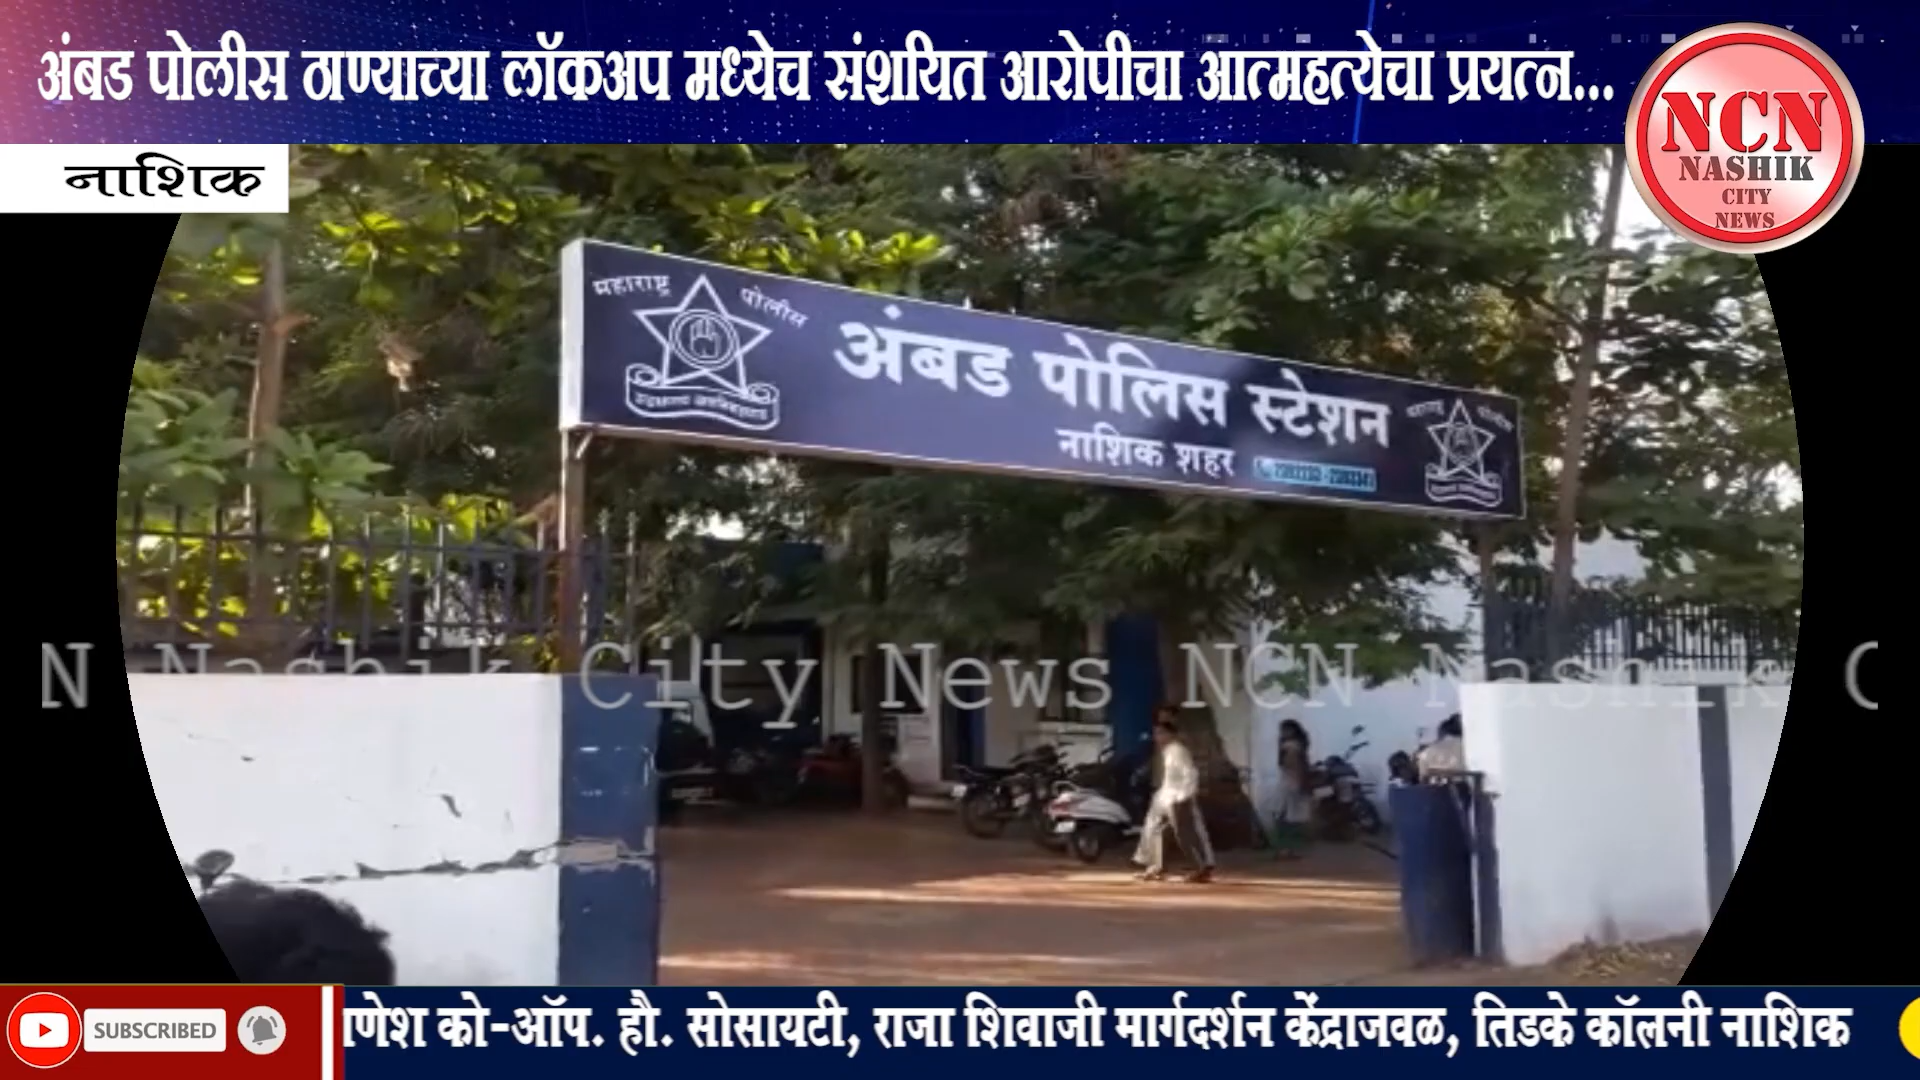 अंबड पोलीस ठाण्याच्या लॉकअप मध्येच संशयित आरोपीचा आत्महत्येचा प्रयत्न...
NCN
NASHIK
CITY
NEWS
नाशिक
महाराष्ट्र पोलीस
अंबड पोलिस स्टेशन
नाशिक शहर
महाराष्ट्र पोलीस
N Nashik City News NCN Nashik C
SUBSCRIBED
गणेश को-ऑप. हौ. सोसायटी, राजा शिवाजी मार्गदर्शन केंद्राजवळ, तिडके कॉलनी नाशिक